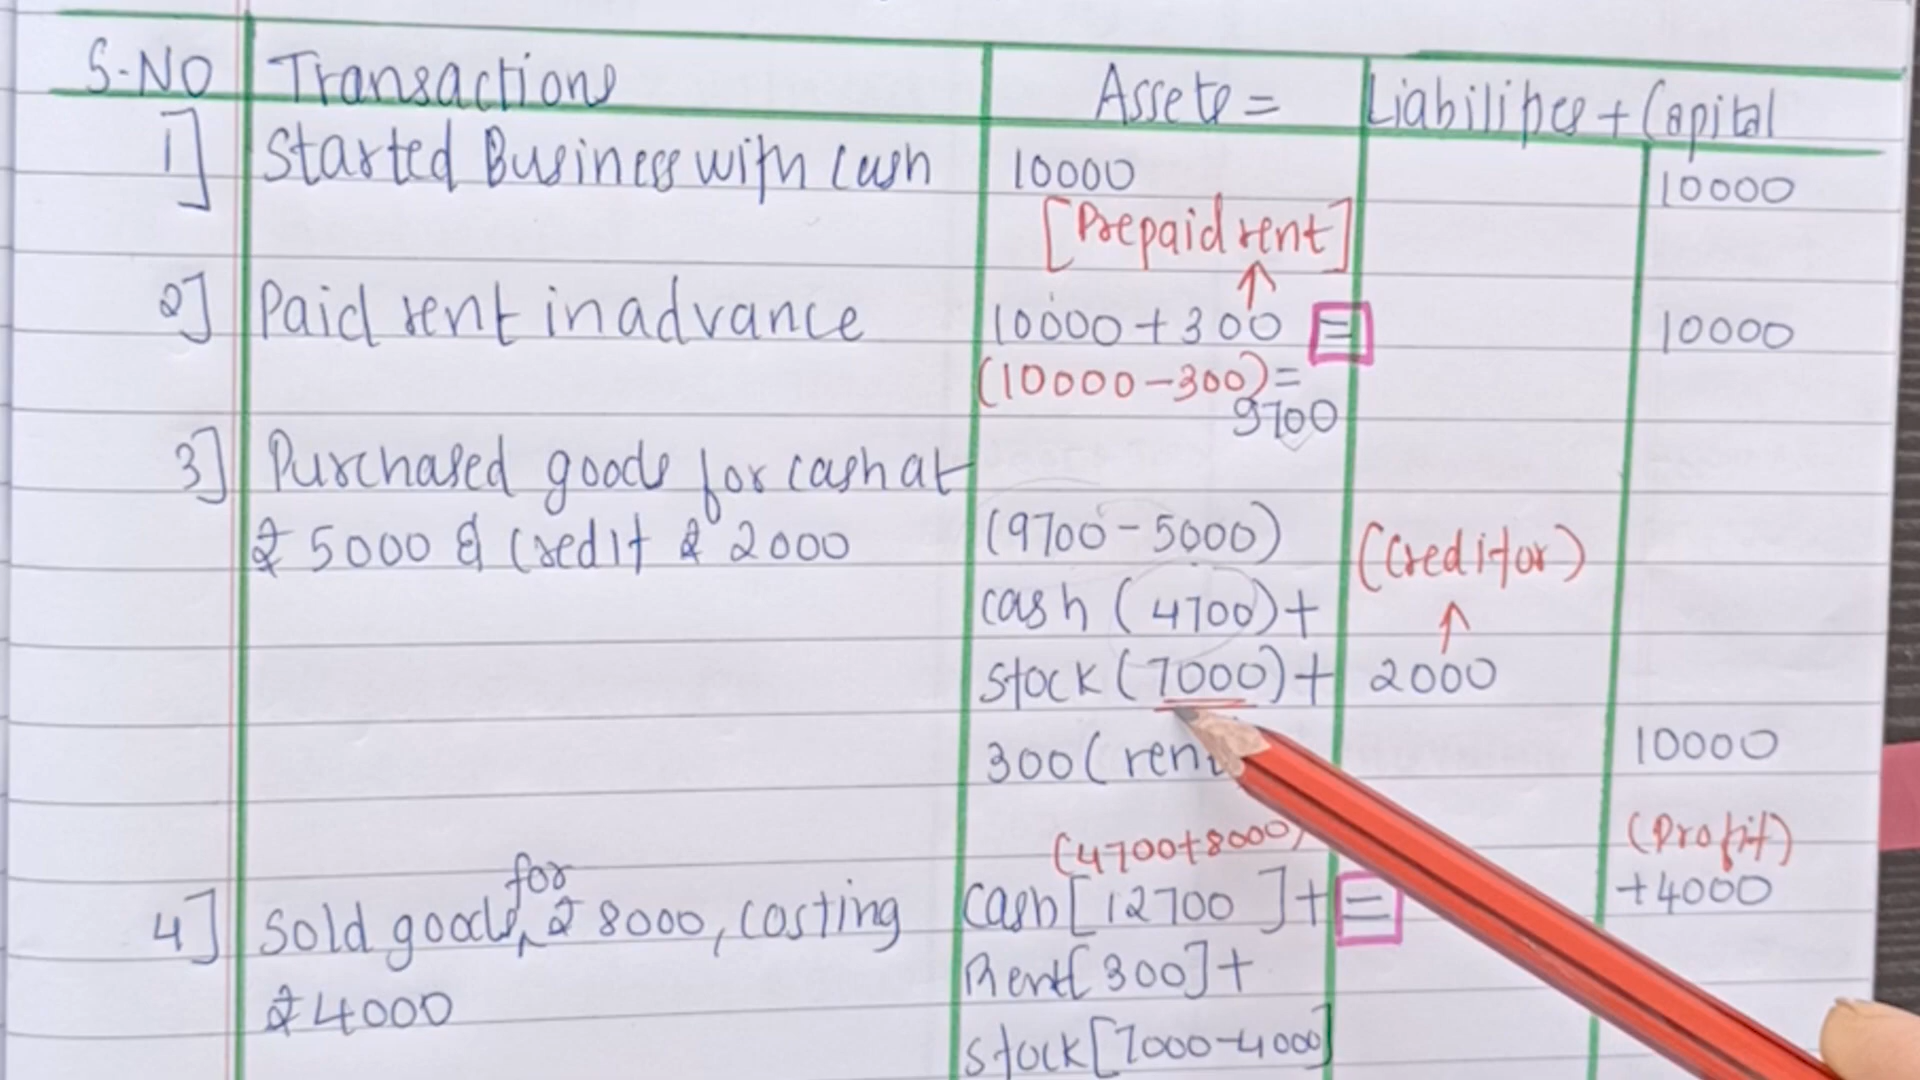 S.NO Transactions Assets = Liabilities + Capital
1] Started Business with cash 10000 10000
[Prepaid rent]
↑
2] Paid rent in advance 10000 + 300 = 10000
(10000-300)=
9700
3] Purchased goods for cash at
₹ 5000 & Credit ₹ 2000 (9700-5000) (Creditor)
cash (4700)+ ↑
Stock (7000)+ 2000
300 ( 10000
(4700+8000) (Profit)
for
4] Sold goods, ₹ 8000, costing Cash [12700]+ = +4000
₹ 4000 Rent[300]+
Stock[7000-4000]